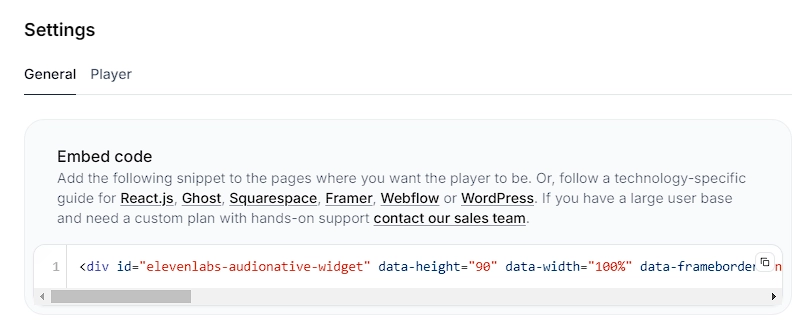 Settings
General Player
Embed code
Add the following snippet to the pages where you want the player to be. Or, follow a technology-specific
guide for React.js, Ghost, Squarespace, Framer, Webflow or WordPress. If you have a large user base
and need a custom plan with hands-on support contact our sales team.
1 <div id="elevenlabs-audionative-widget" data-height="90" data-width="100%" data-frameborder